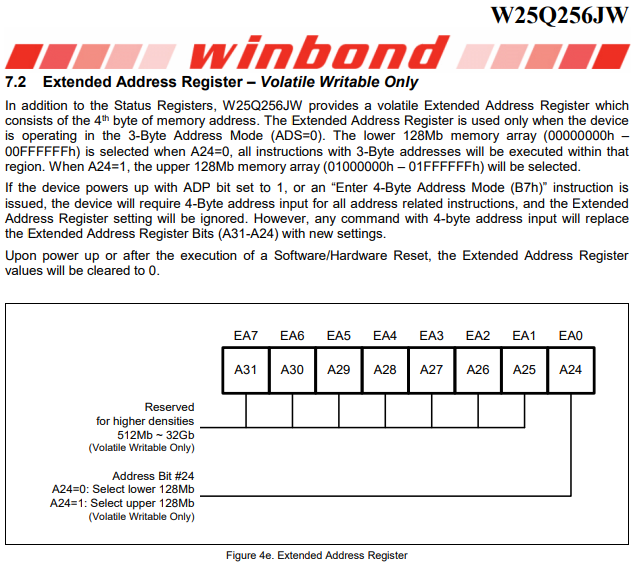 W25Q256JW
winbond
7.2 Extended Address Register – Volatile Writable Only
In addition to the Status Registers, W25Q256JW provides a volatile Extended Address Register which
consists of the 4th byte of memory address. The Extended Address Register is used only when the device
is operating in the 3-Byte Address Mode (ADS=0). The lower 128Mb memory array (00000000h –
00FFFFFFh) is selected when A24=0, all instructions with 3-Byte addresses will be executed within that
region. When A24=1, the upper 128Mb memory array (01000000h – 01FFFFFFh) will be selected.
If the device powers up with ADP bit set to 1, or an “Enter 4-Byte Address Mode (B7h)” instruction is
issued, the device will require 4-Byte address input for all address related instructions, and the Extended
Address Register setting will be ignored. However, any command with 4-byte address input will replace
the Extended Address Register Bits (A31-A24) with new settings.
Upon power up or after the execution of a Software/Hardware Reset, the Extended Address Register
values will be cleared to 0.
EA7 EA6 EA5 EA4 EA3 EA2 EA1 EA0
A31 A30 A29 A28 A27 A26 A25 A24
Reserved
for higher densities
512Mb ~ 32Gb
(Volatile Writable Only)
Address Bit #24
A24=0: Select lower 128Mb
A24=1: Select upper 128Mb
(Volatile Writable Only)
Figure 4e. Extended Address Register